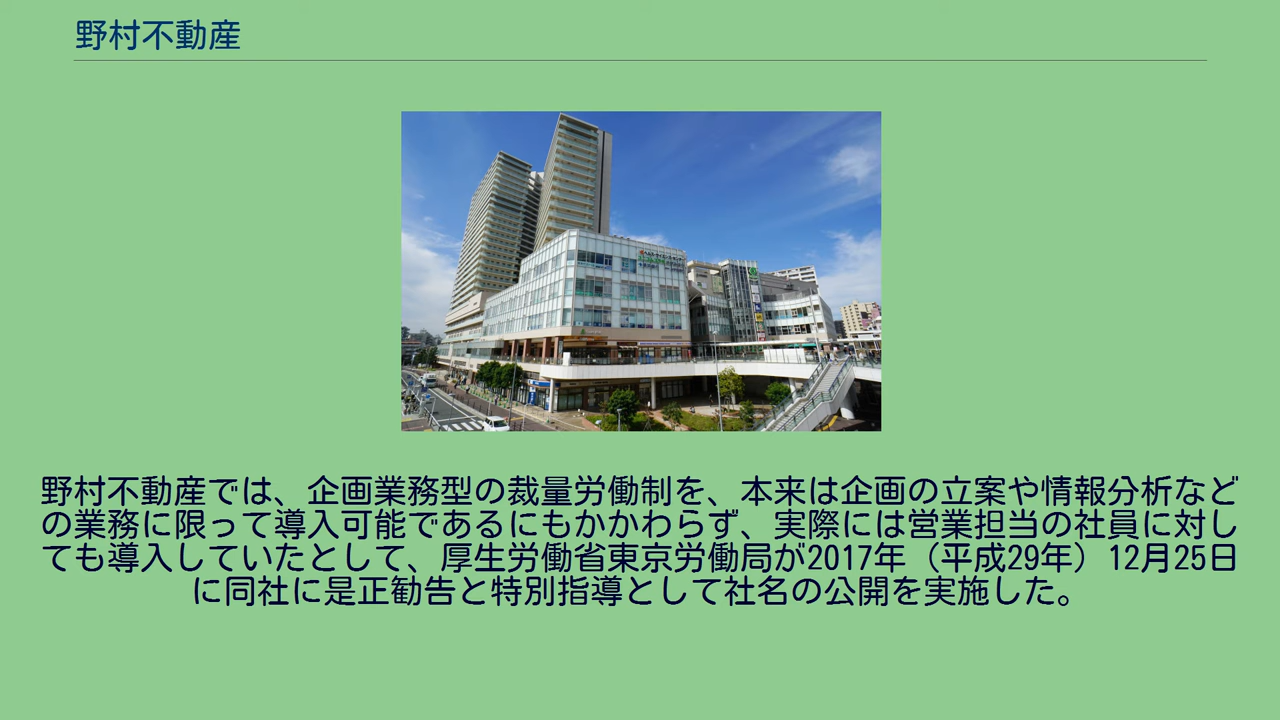 野村不動産
野村不動産では、企画業務型の裁量労働制を、本来は企画の立案や情報分析など
の業務に限って導入可能であるにもかかわらず、実際には営業担当の社員に対し
ても導入していたとして、厚生労働省東京労働局が2017年（平成29年）12月25日
に同社に是正勧告と特別指導として社名の公開を実施した。